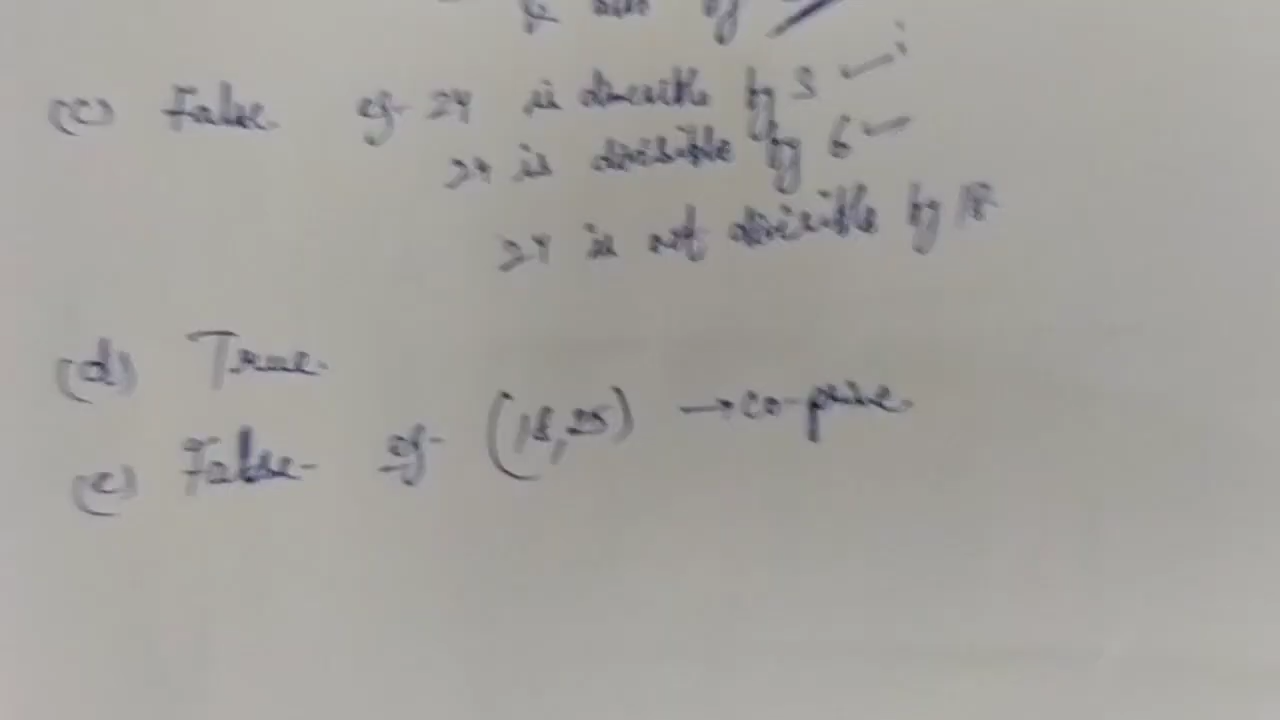 by
(c) False. eg- 24 is divisible by 3 ✓
24 is divisible by 6 ✓
24 is not divisible by 18
(d) True.
(e) False- eg- (18,25) → co-prime.